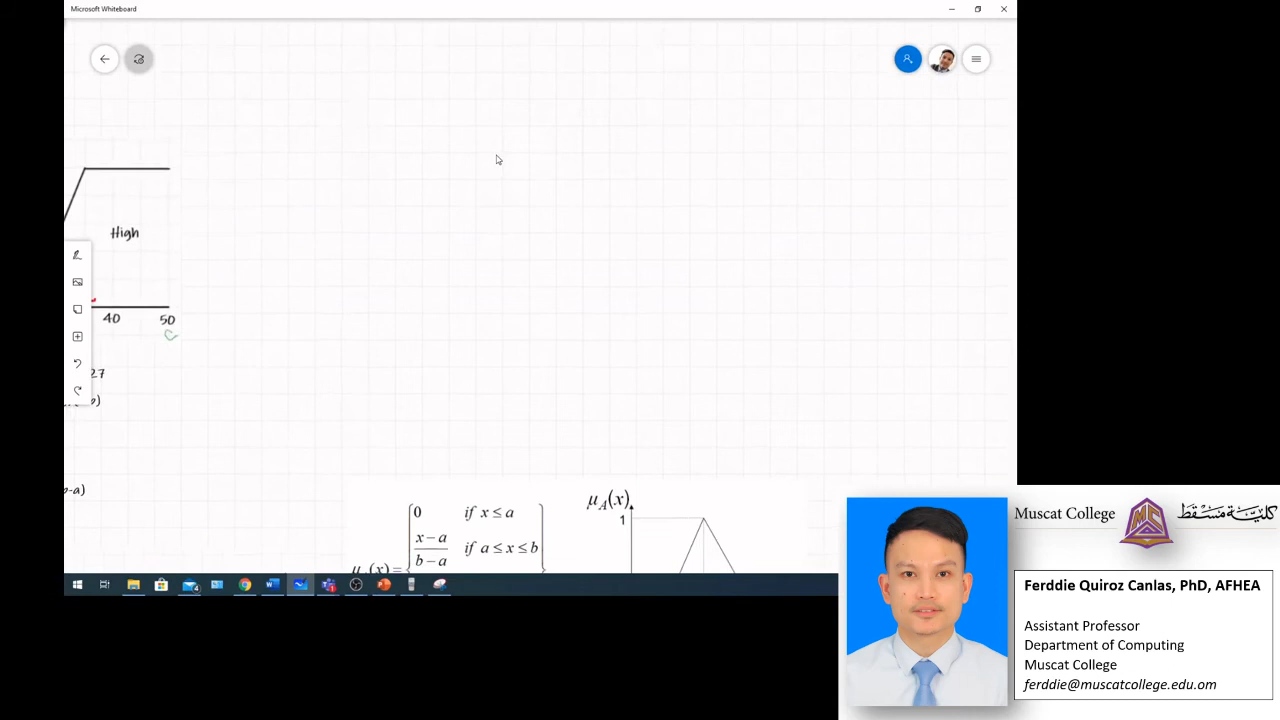 Microsoft Whiteboard
High
40
50
C
27
b)
b-a)
μA(x)
1
0 if x ≤ a
x-a
b-a
if a ≤ x ≤ b
(x)=
Muscat College
كلية مسقط
MC
Ferddie Quiroz Canlas, PhD, AFHEA
Assistant Professor
Department of Computing
Muscat College
ferddie@muscatcollege.edu.om